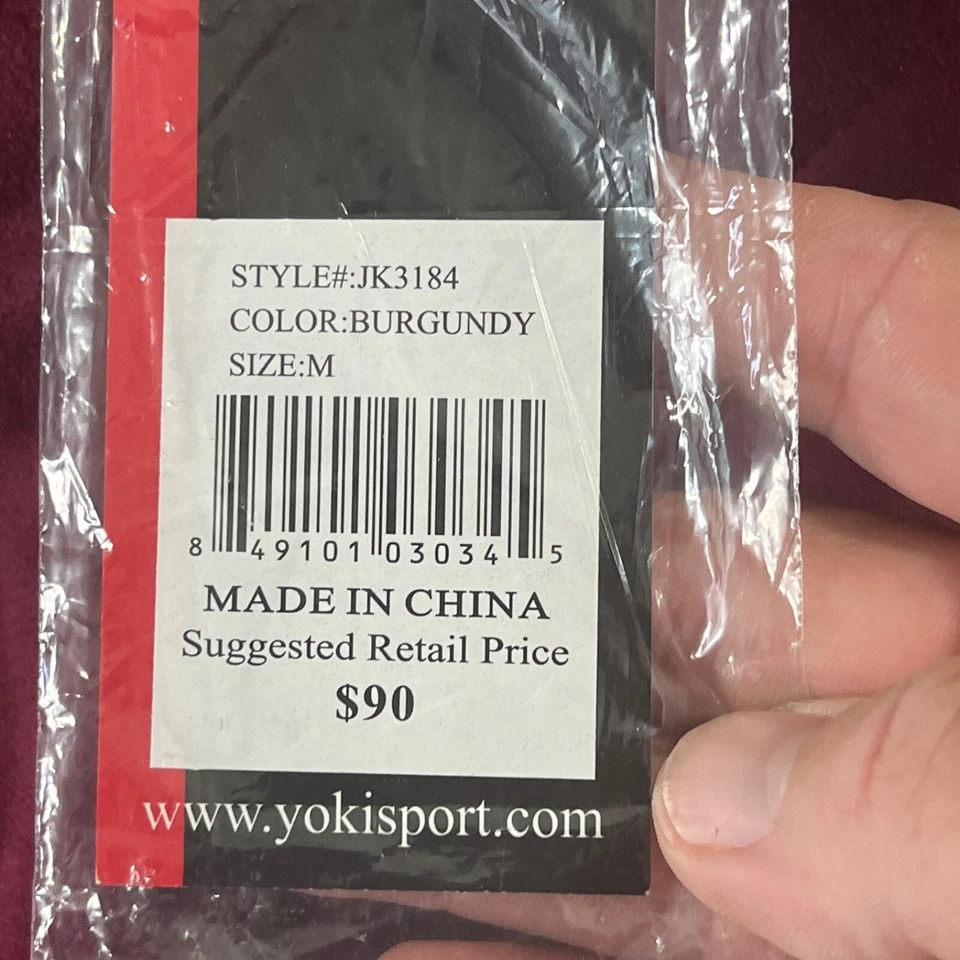 STYLE#:JK3184
COLOR:BURGUNDY
SIZE:M
8 49101 03034 5
MADE IN CHINA
Suggested Retail Price
$90
www.yokisport.com